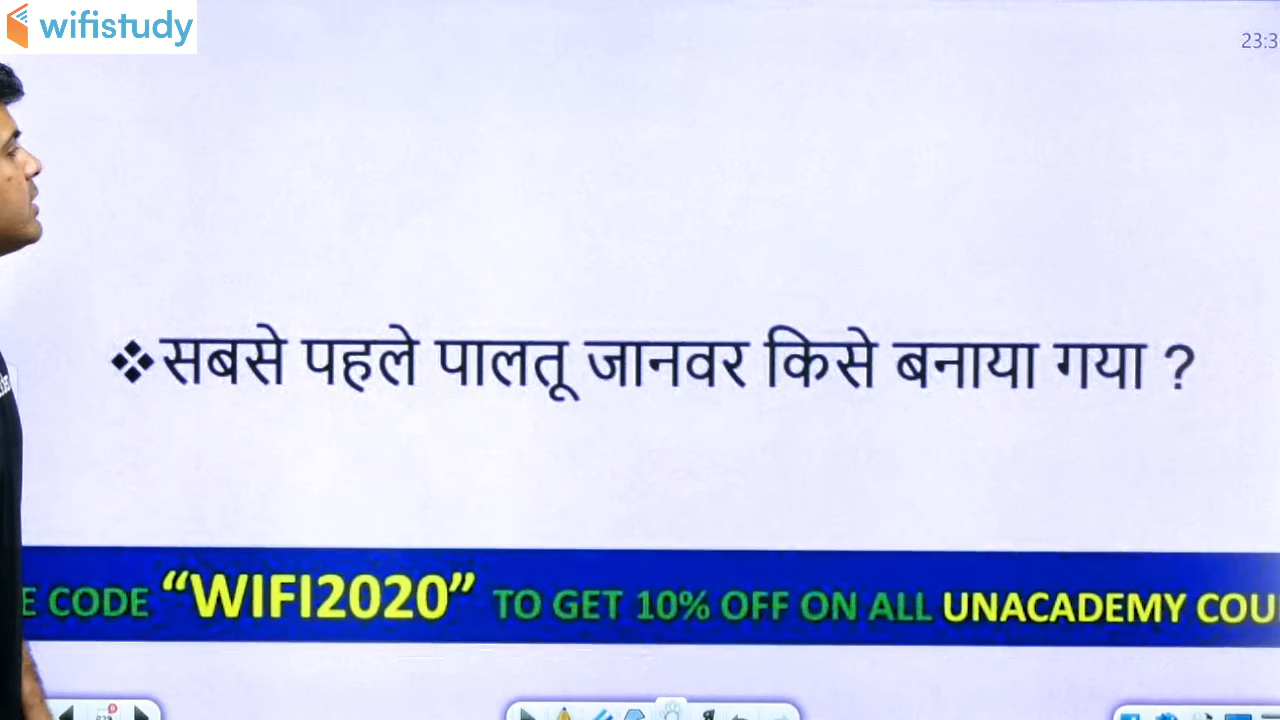 wifistudy
23:3
❖सबसे पहले पालतू जानवर किसे बनाया गया ?
E CODE “WIFI2020” TO GET 10% OFF ON ALL UNACADEMY COU